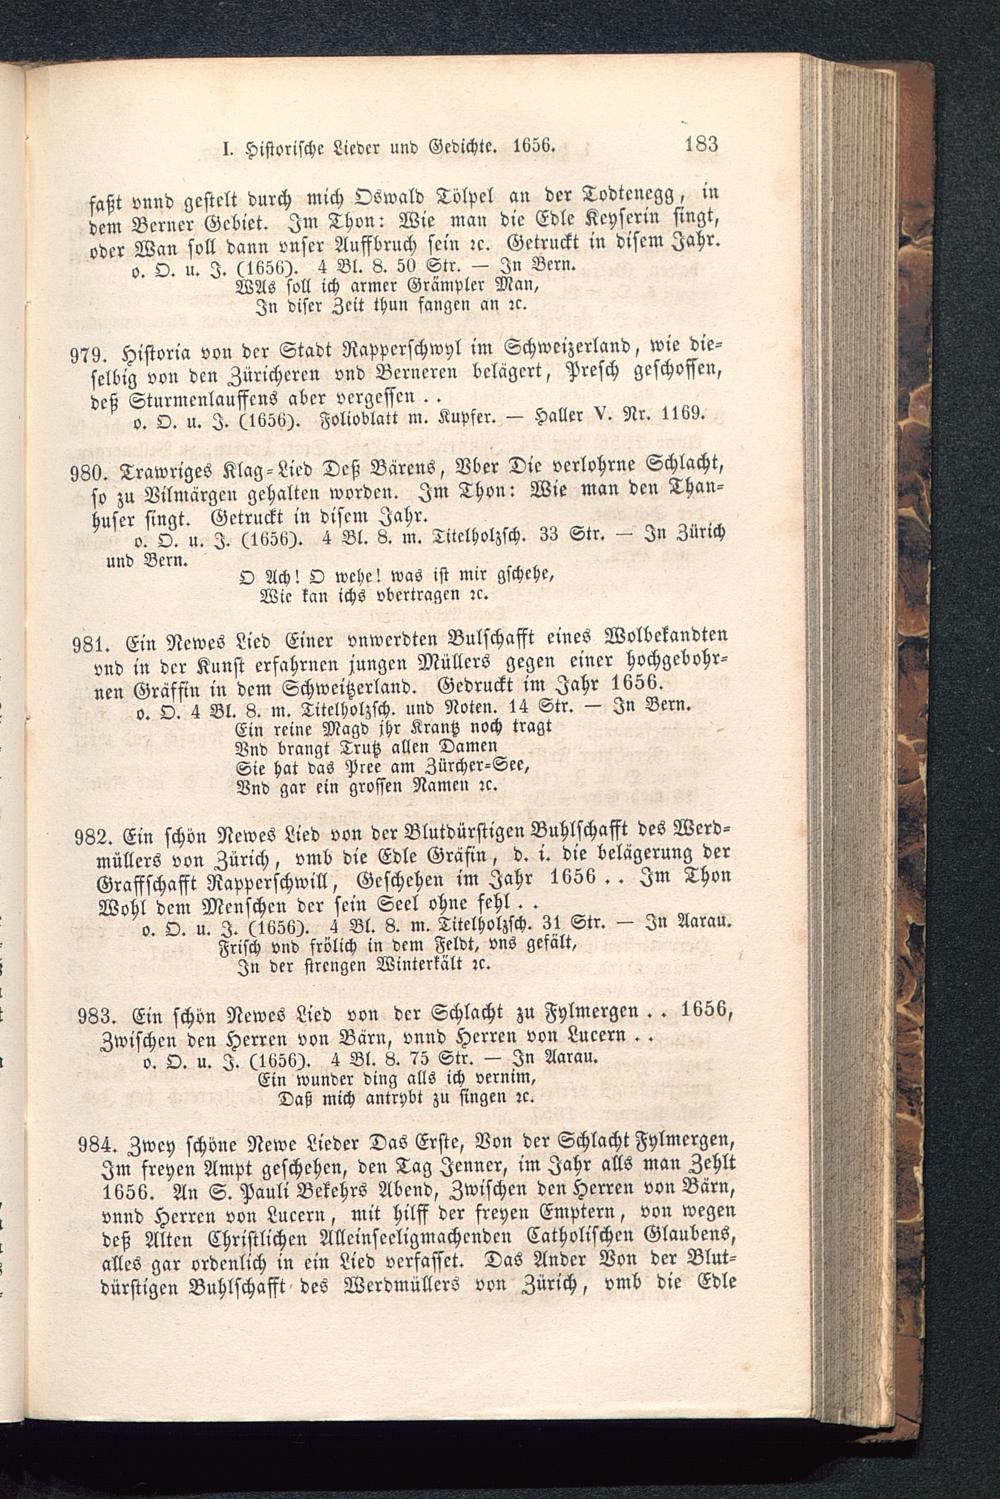 I. Historische Lieder und Gedichte. 1656. 183
faßt vnnd gestelt durch mich Oswald Tölpel an der Todtenegg, in
dem Berner Gebiet. Im Thon: Wie man die Edle Keyserin singt,
oder Wan soll dann vnser Auffbruch sein ꝛc. Getruckt in disem Jahr.
o. O. u. J. (1656). 4 Bl. 8. 50 Str. — In Bern.
WAs soll ich armer Grämpler Man,
In diser Zeit thun fangen an ꝛc.
979. Historia von der Stadt Rapperschwyl im Schweizerland, wie die-
selbig von den Züricheren vnd Berneren belägert, Presch geschossen,
deß Sturmenlauffens aber vergessen . .
o. O. u. J. (1656). Folioblatt m. Kupfer. — Haller V. Nr. 1169.
980. Trawriges Klag-Lied Deß Bärens, Vber Die verlohrne Schlacht,
so zu Vilmärgen gehalten worden. Im Thon: Wie man den Than-
huser singt. Getruckt in disem Jahr.
o. O. u. J. (1656). 4 Bl. 8. m. Titelholzsch. 33 Str. — In Zürich
und Bern.
O Ach! O wehe! was ist mir gschehe,
Wie kan ichs vbertragen ꝛc.
981. Ein Newes Lied Einer vnwerdten Bulschafft eines Wolbekandten
vnd in der Kunst erfahrnen jungen Müllers gegen einer hochgebohr-
nen Gräffin in dem Schweitzerland. Gedruckt im Jahr 1656.
o. O. 4 Bl. 8. m. Titelholzsch. und Noten. 14 Str. — In Bern.
Ein reine Magd jhr Krantz noch tragt
Vnd brangt Trutz allen Damen
Sie hat das Pree am Zürcher-See,
Vnd gar ein grossen Namen ꝛc.
982. Ein schön Newes Lied von der Blutdürstigen Buhlschafft des Werd-
müllers von Zürich, vmb die Edle Gräfin, d. i. die belägerung der
Graffschafft Rapperschwill, Geschehen im Jahr 1656 . . Im Thon
Wohl dem Menschen der sein Seel ohne fehl . .
o. O. u. J. (1656). 4 Bl. 8. m. Titelholzsch. 31 Str. — In Aarau.
Frisch vnd frölich in dem Feldt, vns gefält,
In der strengen Winterkält ꝛc.
983. Ein schön Newes Lied von der Schlacht zu Fylmergen . . 1656,
Zwischen den Herren von Bärn, vnnd Herren von Lucern . .
o. O. u. J. (1656). 4 Bl. 8. 75 Str. — In Aarau.
Ein wunder ding alls ich vernim,
Daß mich antrybt zu singen ꝛc.
984. Zwey schöne Newe Lieder Das Erste, Von der Schlacht Fylmergen,
Im freyen Ampt geschehen, den Tag Jenner, im Jahr alls man Zehlt
1656. An S. Pauli Bekehrs Abend, Zwischen den Herren von Bärn,
vnnd Herren von Lucern, mit hilff der freyen Emptern, von wegen
deß Alten Christlichen Alleinseeligmachenden Catholischen Glaubens,
alles gar ordenlich in ein Lied verfasset. Das Ander Von der Blut-
dürstigen Buhlschafft des Werdmüllers von Zürich, vmb die Edle